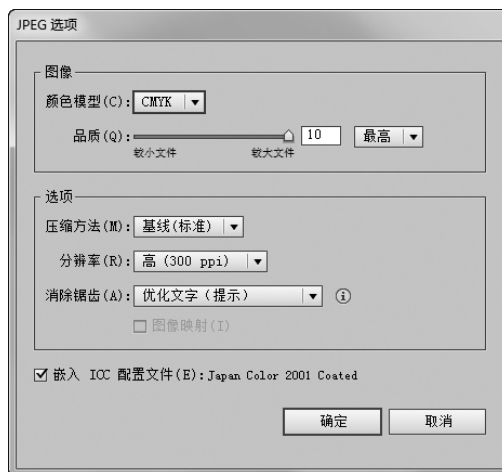 JPEG 选项
图像
颜色模型(C): CMYK
品质(Q): 10 最高
较小文件 较大文件
选项
压缩方法(M): 基线(标准)
分辨率(R): 高 (300 ppi)
消除锯齿(A): 优化文字(提示)
图像映射(I)
嵌入 ICC 配置文件(E): Japan Color 2001 Coated
确定 取消